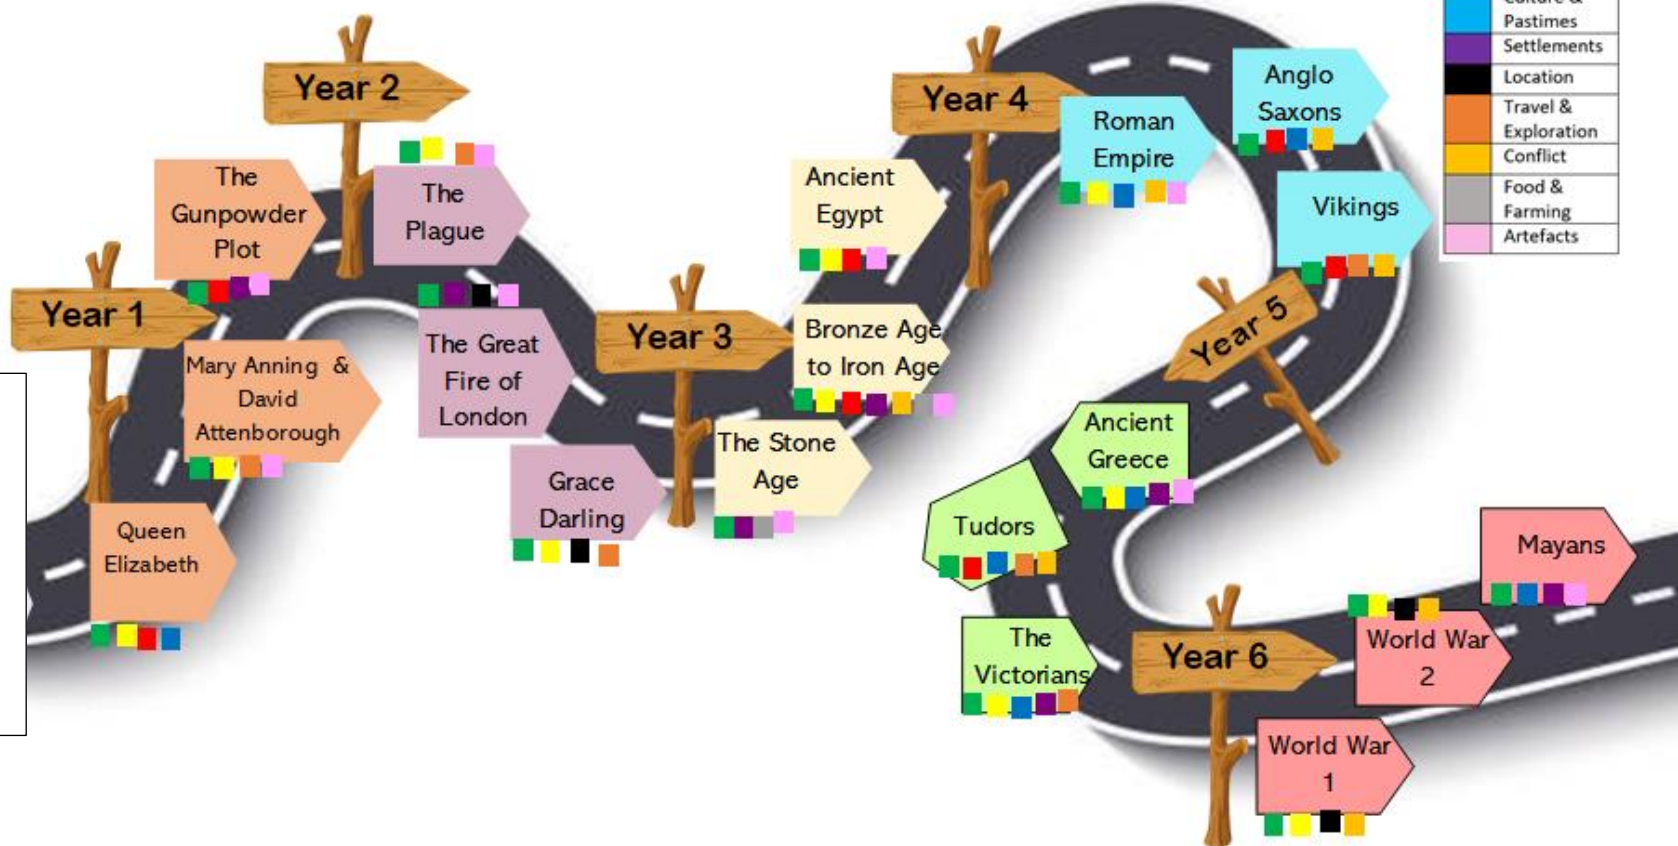 Year 1
Queen
Elizabeth
Mary Anning &
David
Attenborough
The
Gunpowder
Plot
Year 2
The
Plague
The Great
Fire of
London
Grace
Darling
Year 3
The Stone
Age
Bronze Age
to Iron Age
Ancient
Egypt
Year 4
Roman
Empire
Anglo
Saxons
Vikings
Year 5
Ancient
Greece
Tudors
The
Victorians
Year 6
World War
1
World War
2
Mayans
Pastimes
Settlements
Location
Travel &
Exploration
Conflict
Food &
Farming
Artefacts